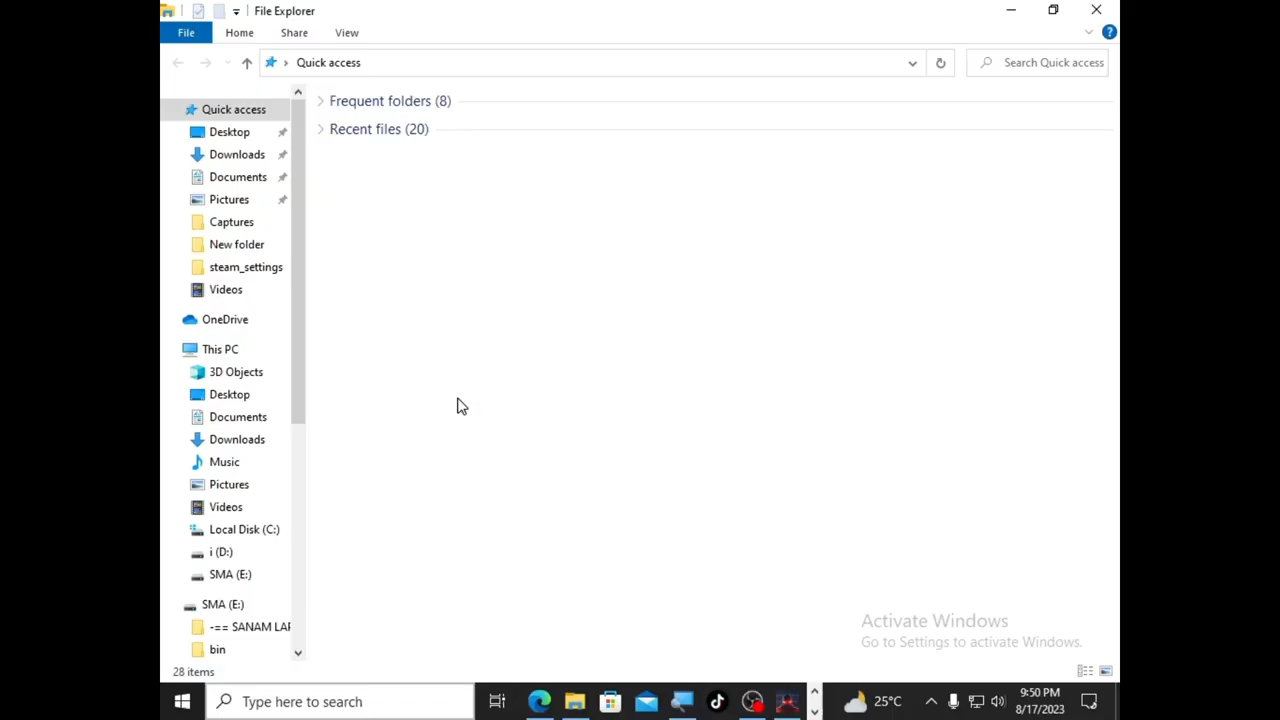 File Explorer
File Home Share View
Quick access
Search Quick access
Frequent folders (8)
Recent files (20)
Quick access
Desktop
Downloads
Documents
Pictures
Captures
New folder
steam_settings
Videos
OneDrive
This PC
3D Objects
Desktop
Documents
Downloads
Music
Pictures
Videos
Local Disk (C:)
i (D:)
SMA (E:)
SMA (E:)
-== SANAM LAF
bin
Activate Windows
Go to Settings to activate Windows.
28 items
Type here to search
25°C
9:50 PM
8/17/2023